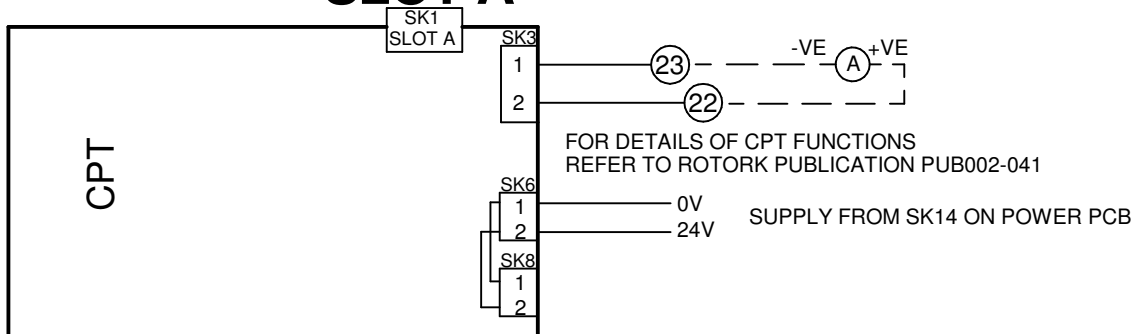 SLOT A
SK1
SLOT A
SK3
1
2
23
22
-VE
A
+VE
FOR DETAILS OF CPT FUNCTIONS
REFER TO ROTORK PUBLICATION PUB002-041
CPT
SK6
1
2
0V
24V
SUPPLY FROM SK14 ON POWER PCB
SK8
1
2